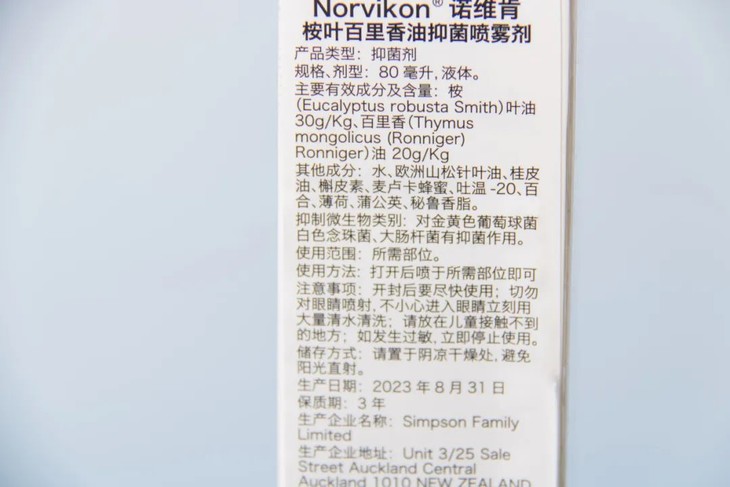 Norvikon® 诺维肯
桉叶百里香油抑菌喷雾剂
产品类型：抑菌剂
规格、剂型：80 毫升，液体。
主要有效成分及含量：桉
(Eucalyptus robusta Smith)叶油
30g/Kg、百里香(Thymus
mongolicus (Ronniger)
Ronniger)油 20g/Kg
其他成分：水、欧洲山松针叶油、桂皮
油、槲皮素、麦卢卡蜂蜜、吐温 -20、百
合、薄荷、蒲公英、秘鲁香脂。
抑制微生物类别：对金黄色葡萄球菌
白色念珠菌、大肠杆菌有抑菌作用。
使用范围：所需部位。
使用方法：打开后喷于所需部位即可
注意事项：开封后要尽快使用；切勿
对眼睛喷射，不小心进入眼睛立刻用
大量清水清洗；请放在儿童接触不到
的地方；如发生过敏，立即停止使用。
储存方式：请置于阴凉干燥处，避免
阳光直射。
生产日期：2023 年 8 月 31 日
保质期：3 年
生产企业名称：Simpson Family
Limited
生产企业地址：Unit 3/25 Sale
Street Auckland Central
Auckland 1010 NEW ZEALAND